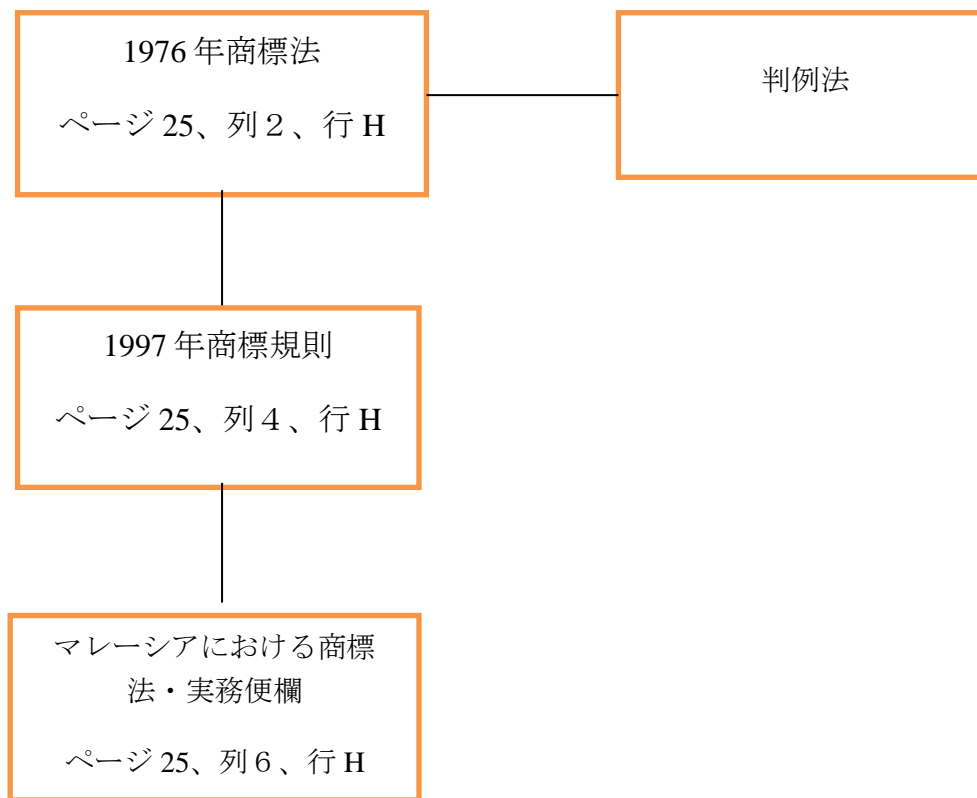 1976 年商標法
ページ 25、列２、行 H
判例法
1997 年商標規則
ページ 25、列４、行 H
マレーシアにおける商標
法・実務便欄
ページ 25、列６、行 H